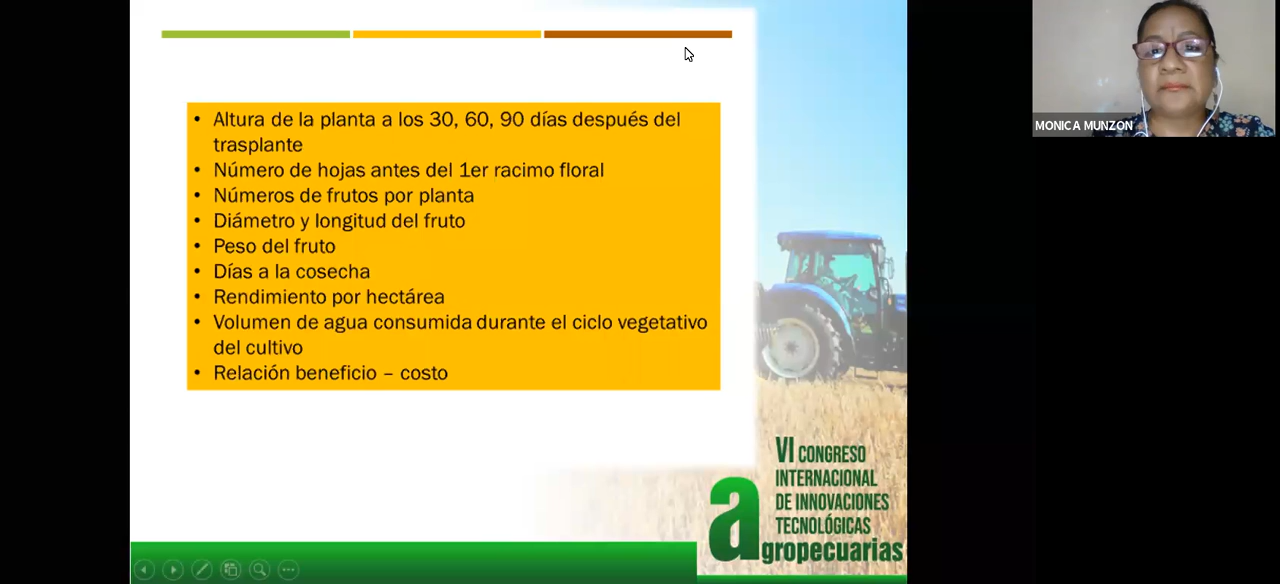 • Altura de la planta a los 30, 60, 90 días después del
trasplante
• Número de hojas antes del 1er racimo floral
• Números de frutos por planta
• Diámetro y longitud del fruto
• Peso del fruto
• Días a la cosecha
• Rendimiento por hectárea
• Volumen de agua consumida durante el ciclo vegetativo
del cultivo
• Relación beneficio – costo
MONICA MUNZON
VI CONGRESO
INTERNACIONAL
DE INNOVACIONES
TECNOLÓGICAS
agropecuarias